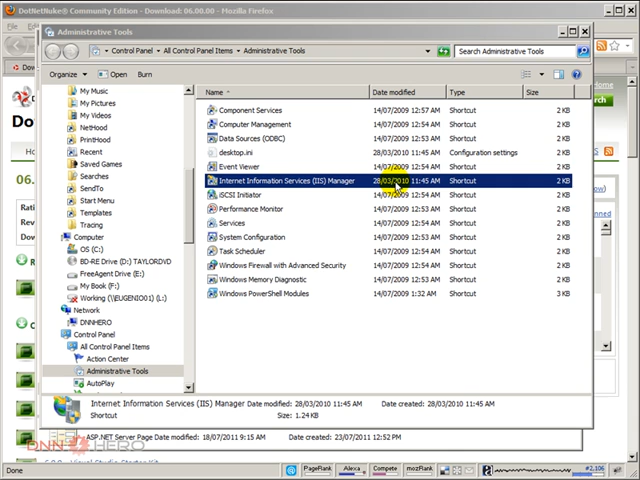 DotNetNuke® Community Edition - Download: 06.00.00 - Mozilla Firefox
Administrative Tools
Control Panel All Control Panel Items Administrative Tools
Search Administrative Tools
Organize Open Burn
Name Date modified Type Size
My Music
My Pictures
My Videos
NetHood
PrintHood
Recent
Saved Games
Searches
SendTo
Start Menu
Templates
Tracing
Computer
OS (C:)
BD-RE Drive (D:) TAYLORDVD
FreeAgent Drive (E:)
My Book (F:)
Working (\\EUGENIO01) (L:)
Network
DNNHERO
Control Panel
All Control Panel Items
Action Center
Administrative Tools
AutoPlay
Component Services 14/07/2009 12:57 AM Shortcut 2 KB
Computer Management 14/07/2009 12:54 AM Shortcut 2 KB
Data Sources (ODBC) 14/07/2009 12:53 AM Shortcut 2 KB
desktop.ini 28/03/2010 11:45 AM Configuration settings 2 KB
Event Viewer 14/07/2009 12:54 AM Shortcut 2 KB
Internet Information Services (IIS) Manager 28/03/2010 11:45 AM Shortcut 2 KB
iSCSI Initiator 14/07/2009 12:54 AM Shortcut 2 KB
Performance Monitor 14/07/2009 12:53 AM Shortcut 2 KB
Services 14/07/2009 12:54 AM Shortcut 2 KB
System Configuration 14/07/2009 12:53 AM Shortcut 2 KB
Task Scheduler 14/07/2009 12:54 AM Shortcut 2 KB
Windows Firewall with Advanced Security 14/07/2009 12:54 AM Shortcut 2 KB
Windows Memory Diagnostic 14/07/2009 12:53 AM Shortcut 2 KB
Windows PowerShell Modules 14/07/2009 1:32 AM Shortcut 3 KB
Internet Information Services (IIS) Manager Date modified: 28/03/2010 11:45 AM Date created: 28/03/2010 11:45 AM
Shortcut Size: 1.24 KB
ASP.NET Server Page Date modified: 18/07/2011 9:15 AM Date created: 23/07/2011 12:52 PM
DNN HERO
Done
PageRank Alexa Compete mozRank #2,106